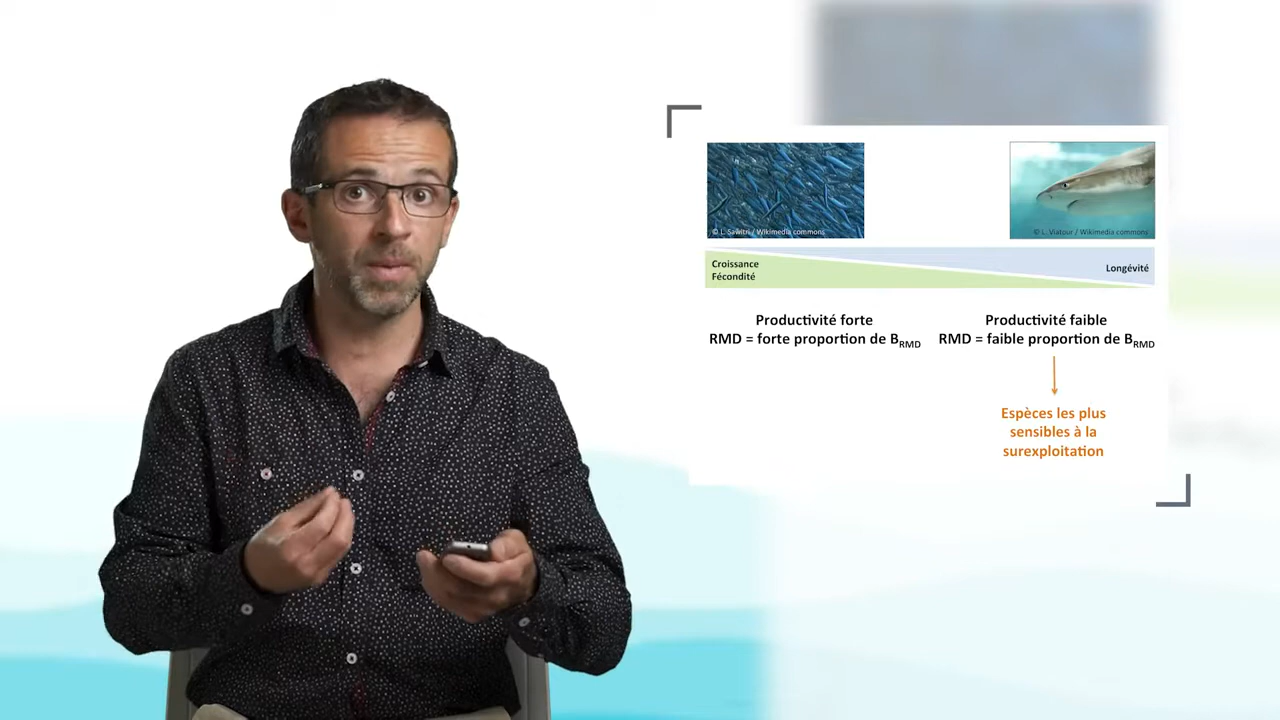 © L. Sawitri / Wikimedia commons
© L. Viatour / Wikimedia commons
Croissance
Fécondité
Longévité
Productivité forte
RMD = forte proportion de BRMD
Productivité faible
RMD = faible proportion de BRMD
Espèces les plus
sensibles à la
surexploitation